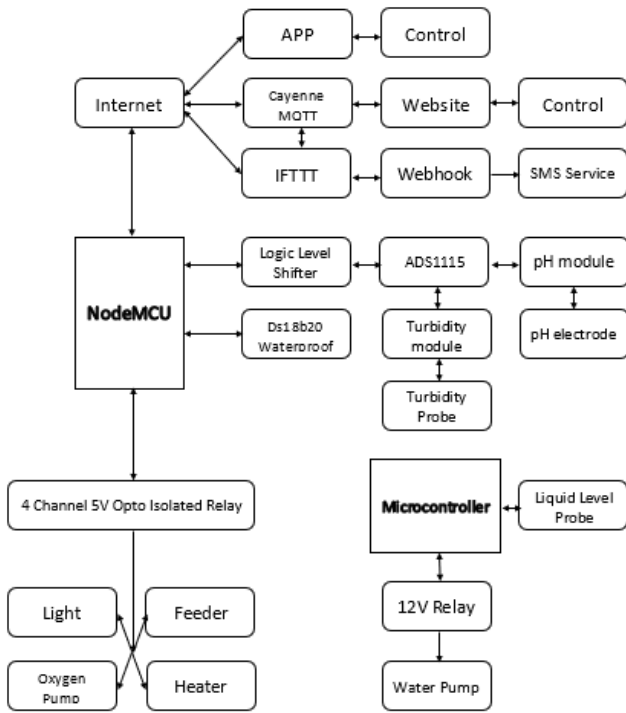 APP
Control
Internet
Cayenne
MQTT
Website
Control
IFTTT
Webhook
SMS Service
NodeMCU
Logic Level
Shifter
ADS1115
pH module
Ds18b20
Waterproof
Turbidity
module
pH electrode
Turbidity
Probe
4 Channel 5V Opto Isolated Relay
Microcontroller
Liquid Level
Probe
Light
Feeder
12V Relay
Oxygen
Pump
Heater
Water Pump